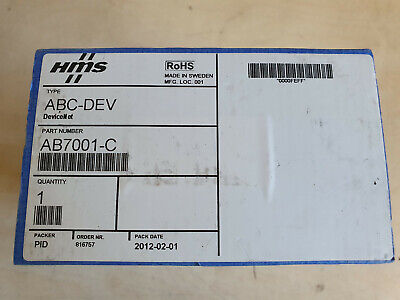 HMS
RoHS
MADE IN SWEDEN
MFG. LOC. 001
*0000FEFF*
TYPE
ABC-DEV
DeviceNet
PART NUMBER
AB7001-C
QUANTITY
1
PACKER
PID
ORDER NR.
816757
PACK DATE
2012-02-01